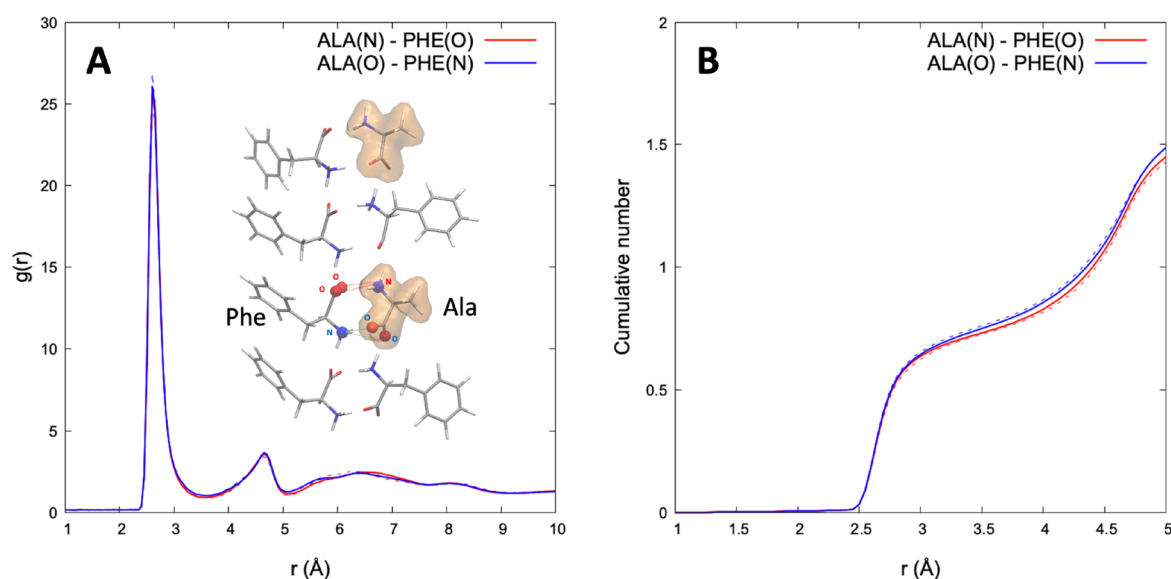 A
ALA(N) - PHE(O)
ALA(O) - PHE(N)
30
25
20
15
10
5
0
g(r)
O
O
N
Phe
Ala
N
O
O
1
2
3
4
5
6
7
8
9
10
r (Å)
B
ALA(N) - PHE(O)
ALA(O) - PHE(N)
2
1.5
1
0.5
0
Cumulative number
1
1.5
2
2.5
3
3.5
4
4.5
5
r (Å)